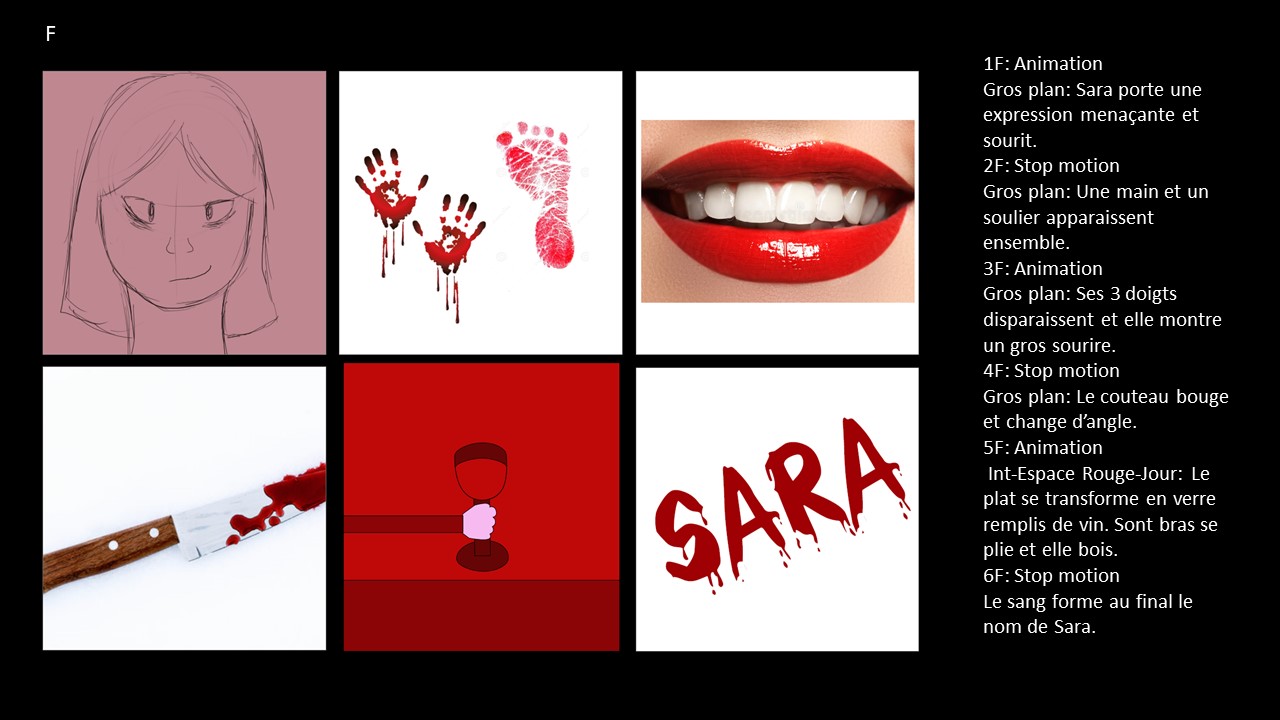 F
1F: Animation
Gros plan: Sara porte une
expression menaçante et
sourit.
2F: Stop motion
Gros plan: Une main et un
soulier apparaissent
ensemble.
3F: Animation
Gros plan: Ses 3 doigts
disparaissent et elle montre
un gros sourire.
4F: Stop motion
Gros plan: Le couteau bouge
et change d’angle.
5F: Animation
Int-Espace Rouge-Jour: Le
plat se transforme en verre
remplis de vin. Sont bras se
plie et elle bois.
6F: Stop motion
Le sang forme au final le
nom de Sara.
SARA